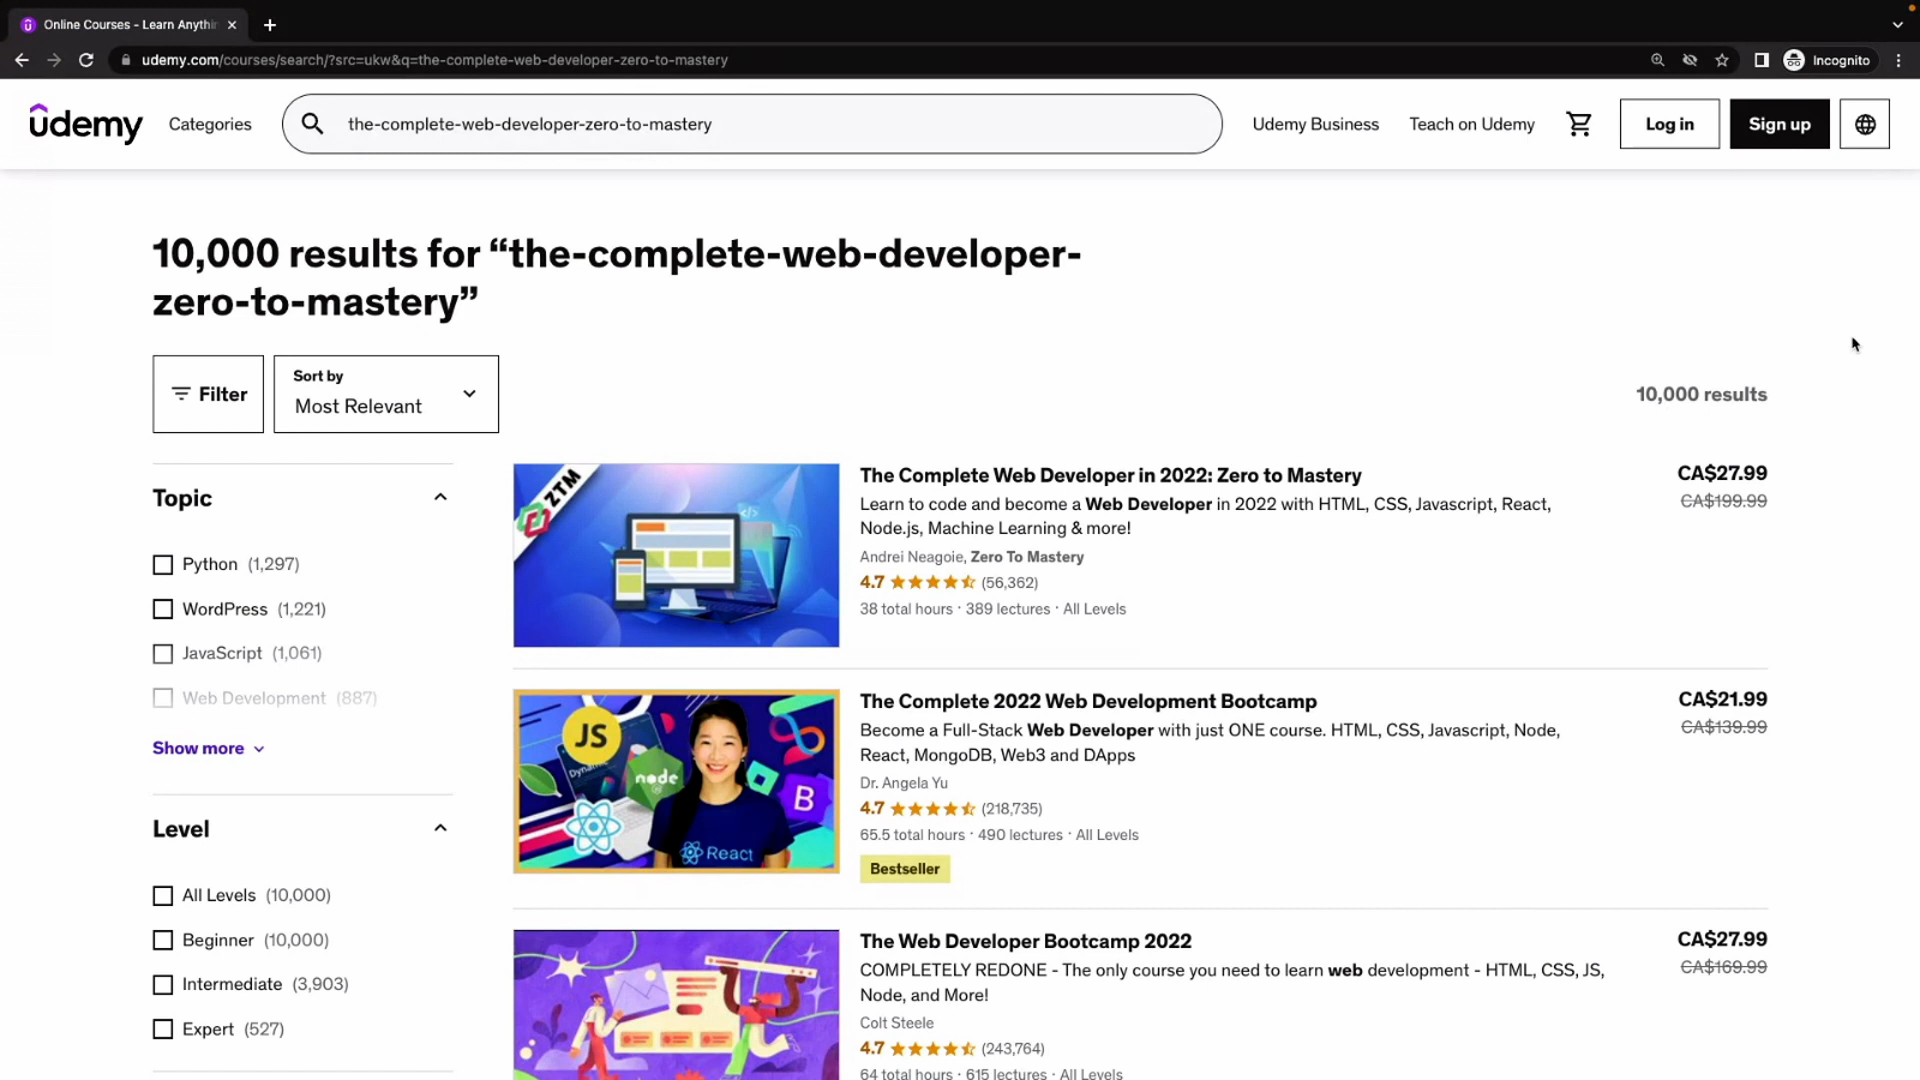 Online Courses - Learn Anythi
udemy.com/courses/search/?src=ukw&q=the-complete-web-developer-zero-to-mastery
Incognito
udemy
Categories
the-complete-web-developer-zero-to-mastery
Udemy Business
Teach on Udemy
Log in
Sign up
10,000 results for “the-complete-web-developer-
zero-to-mastery”
Filter
Sort by
Most Relevant
10,000 results
Topic
Python (1,297)
WordPress (1,221)
JavaScript (1,061)
Web Development (887)
Show more
Level
All Levels (10,000)
Beginner (10,000)
Intermediate (3,903)
Expert (527)
ZTM
The Complete Web Developer in 2022: Zero to Mastery
CA$27.99
Learn to code and become a Web Developer in 2022 with HTML, CSS, Javascript, React,
CA$199.99
Node.js, Machine Learning & more!
Andrei Neagoie, Zero To Mastery
4.7 (56,362)
38 total hours · 389 lectures · All Levels
JS
node
B
React
The Complete 2022 Web Development Bootcamp
CA$21.99
Become a Full-Stack Web Developer with just ONE course. HTML, CSS, Javascript, Node,
CA$139.99
React, MongoDB, Web3 and DApps
Dr. Angela Yu
4.7 (218,735)
65.5 total hours · 490 lectures · All Levels
Bestseller
The Web Developer Bootcamp 2022
CA$27.99
COMPLETELY REDONE - The only course you need to learn web development - HTML, CSS, JS,
CA$169.99
Node, and More!
Colt Steele
4.7 (243,764)
64 total hours · 615 lectures · All Levels